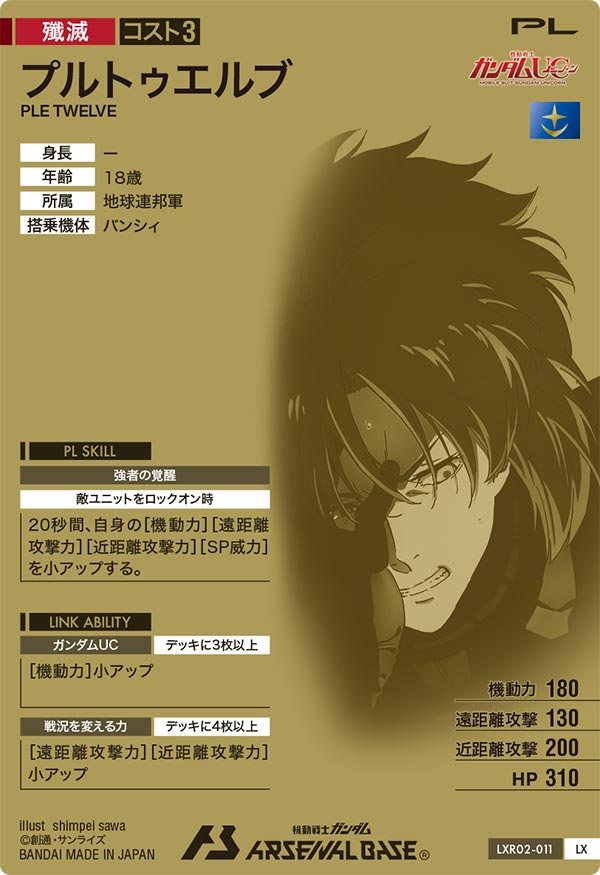 殲滅 コスト3 PL
プルトゥエルブ
PLE TWELVE
機動戦士
ガンダムUC
MOBILE SUIT GUNDAM UNICORN
身長 ー
年齢 18歳
所属 地球連邦軍
搭乗機体 バンシィ
PL SKILL
強者の覚醒
敵ユニットをロックオン時
20秒間、自身の[機動力][遠距離
攻撃力][近距離攻撃力][SP威力]
を小アップする。
LINK ABILITY
ガンダムUC デッキに3枚以上
[機動力]小アップ
戦況を変える力 デッキに4枚以上
[遠距離攻撃力][近距離攻撃力]
小アップ
機動力 180
遠距離攻撃 130
近距離攻撃 200
HP 310
illust shimpei sawa
©創通・サンライズ
BANDAI MADE IN JAPAN
機動戦士ガンダム
ARSENAL BASE®
LXR02-011 LX